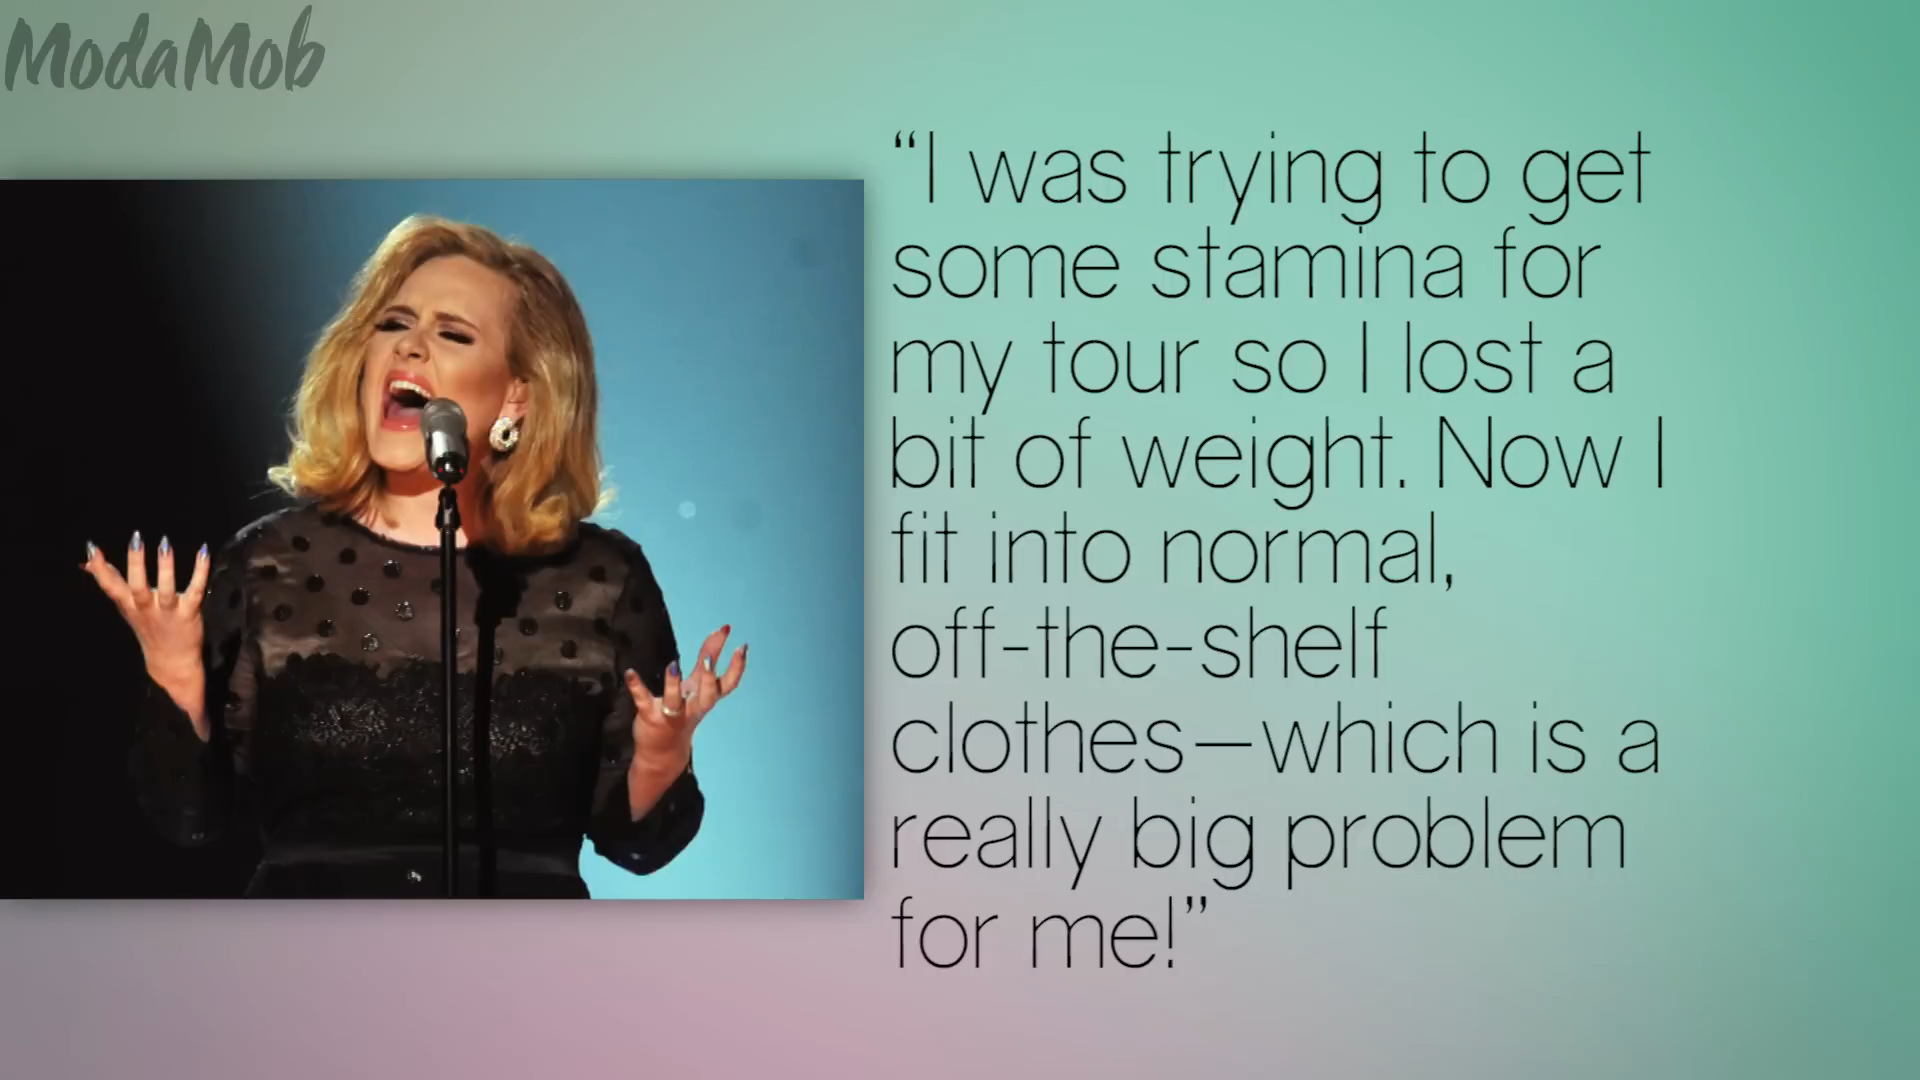 ModaMob
“I was trying to get
some stamina for
my tour so I lost a
bit of weight. Now I
fit into normal,
off-the-shelf
clothes—which is a
really big problem
for me!”